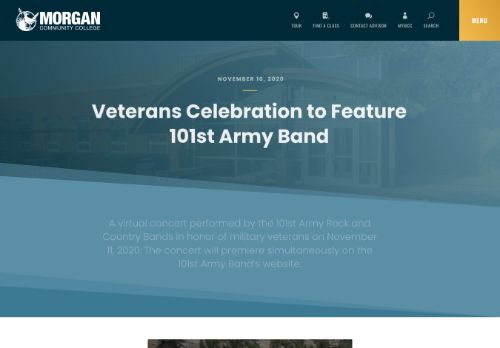 MORGAN
COMMUNITY COLLEGE
TOUR
FIND A CLASS
CONTACT ADVISOR
MYMCC
SEARCH
MENU
NOVEMBER 10, 2020
Veterans Celebration to Feature
101st Army Band
A virtual concert performed by the 101st Army Rock and
Country Bands in honor of military veterans on November
11, 2020. The concert will premiere simultaneously on the
101st Army Band's website.